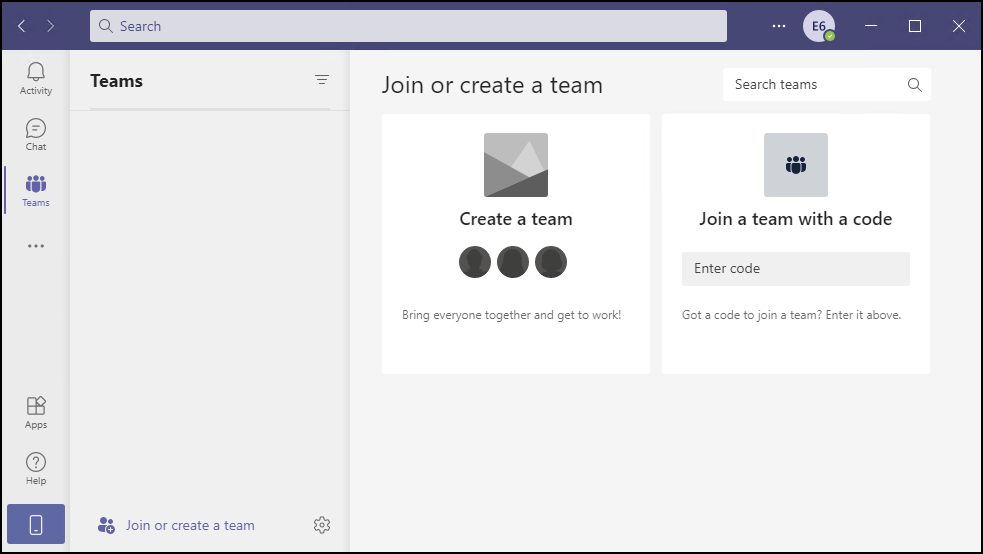 Search
E6
Activity
Chat
Teams
Apps
Help
Teams
Join or create a team
Join or create a team
Search teams
Create a team
Bring everyone together and get to work!
Join a team with a code
Enter code
Got a code to join a team? Enter it above.